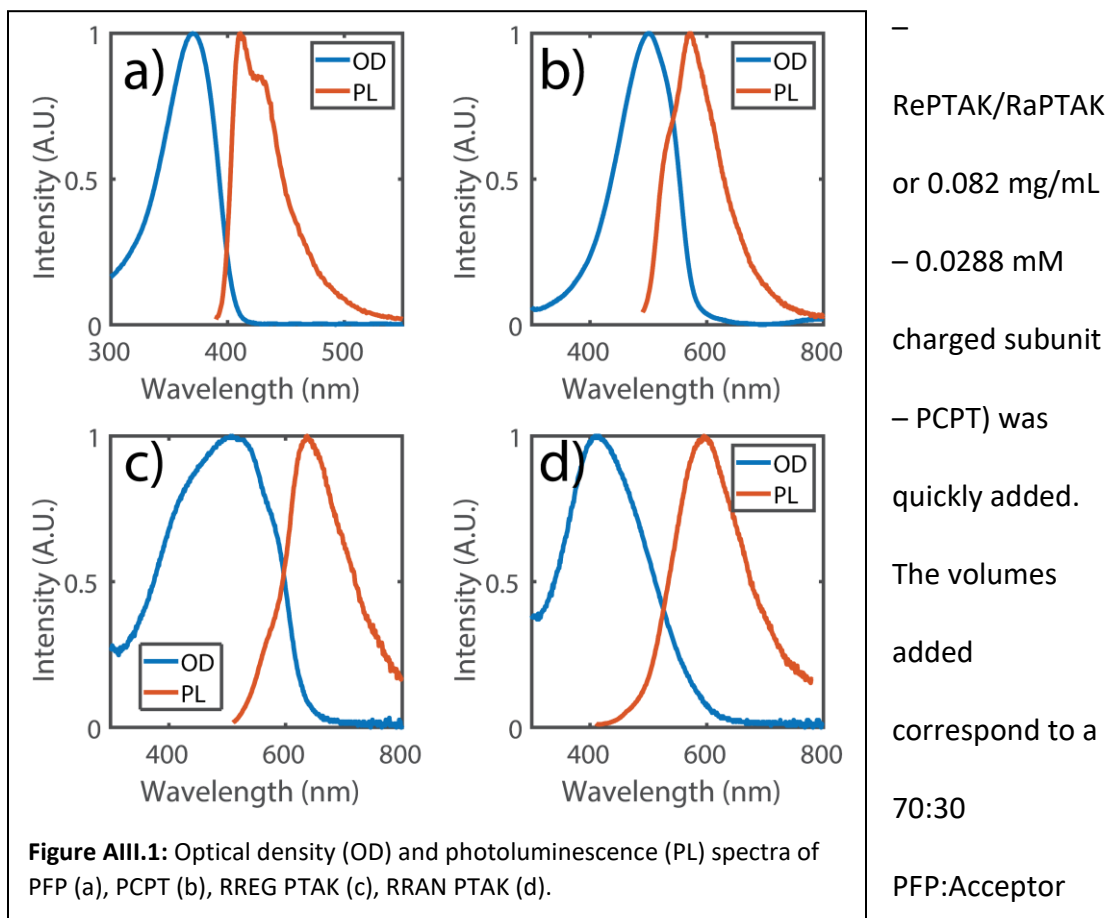 a)
OD
PL
1
0.5
0
Intensity (A.U.)
300 400 500
Wavelength (nm)
b)
OD
PL
1
0.5
0
Intensity (A.U.)
400 600 800
Wavelength (nm)
c)
OD
PL
1
0.5
0
Intensity (A.U.)
400 600 800
Wavelength (nm)
d)
OD
PL
1
0.5
0
Intensity (A.U.)
400 600 800
Wavelength (nm)
Figure AIII.1: Optical density (OD) and photoluminescence (PL) spectra of
PFP (a), PCPT (b), RREG PTAK (c), RRAN PTAK (d).
–
RePTAK/RaPTAK
or 0.082 mg/mL
– 0.0288 mM
charged subunit
– PCPT) was
quickly added.
The volumes
added
correspond to a
70:30
PFP:Acceptor